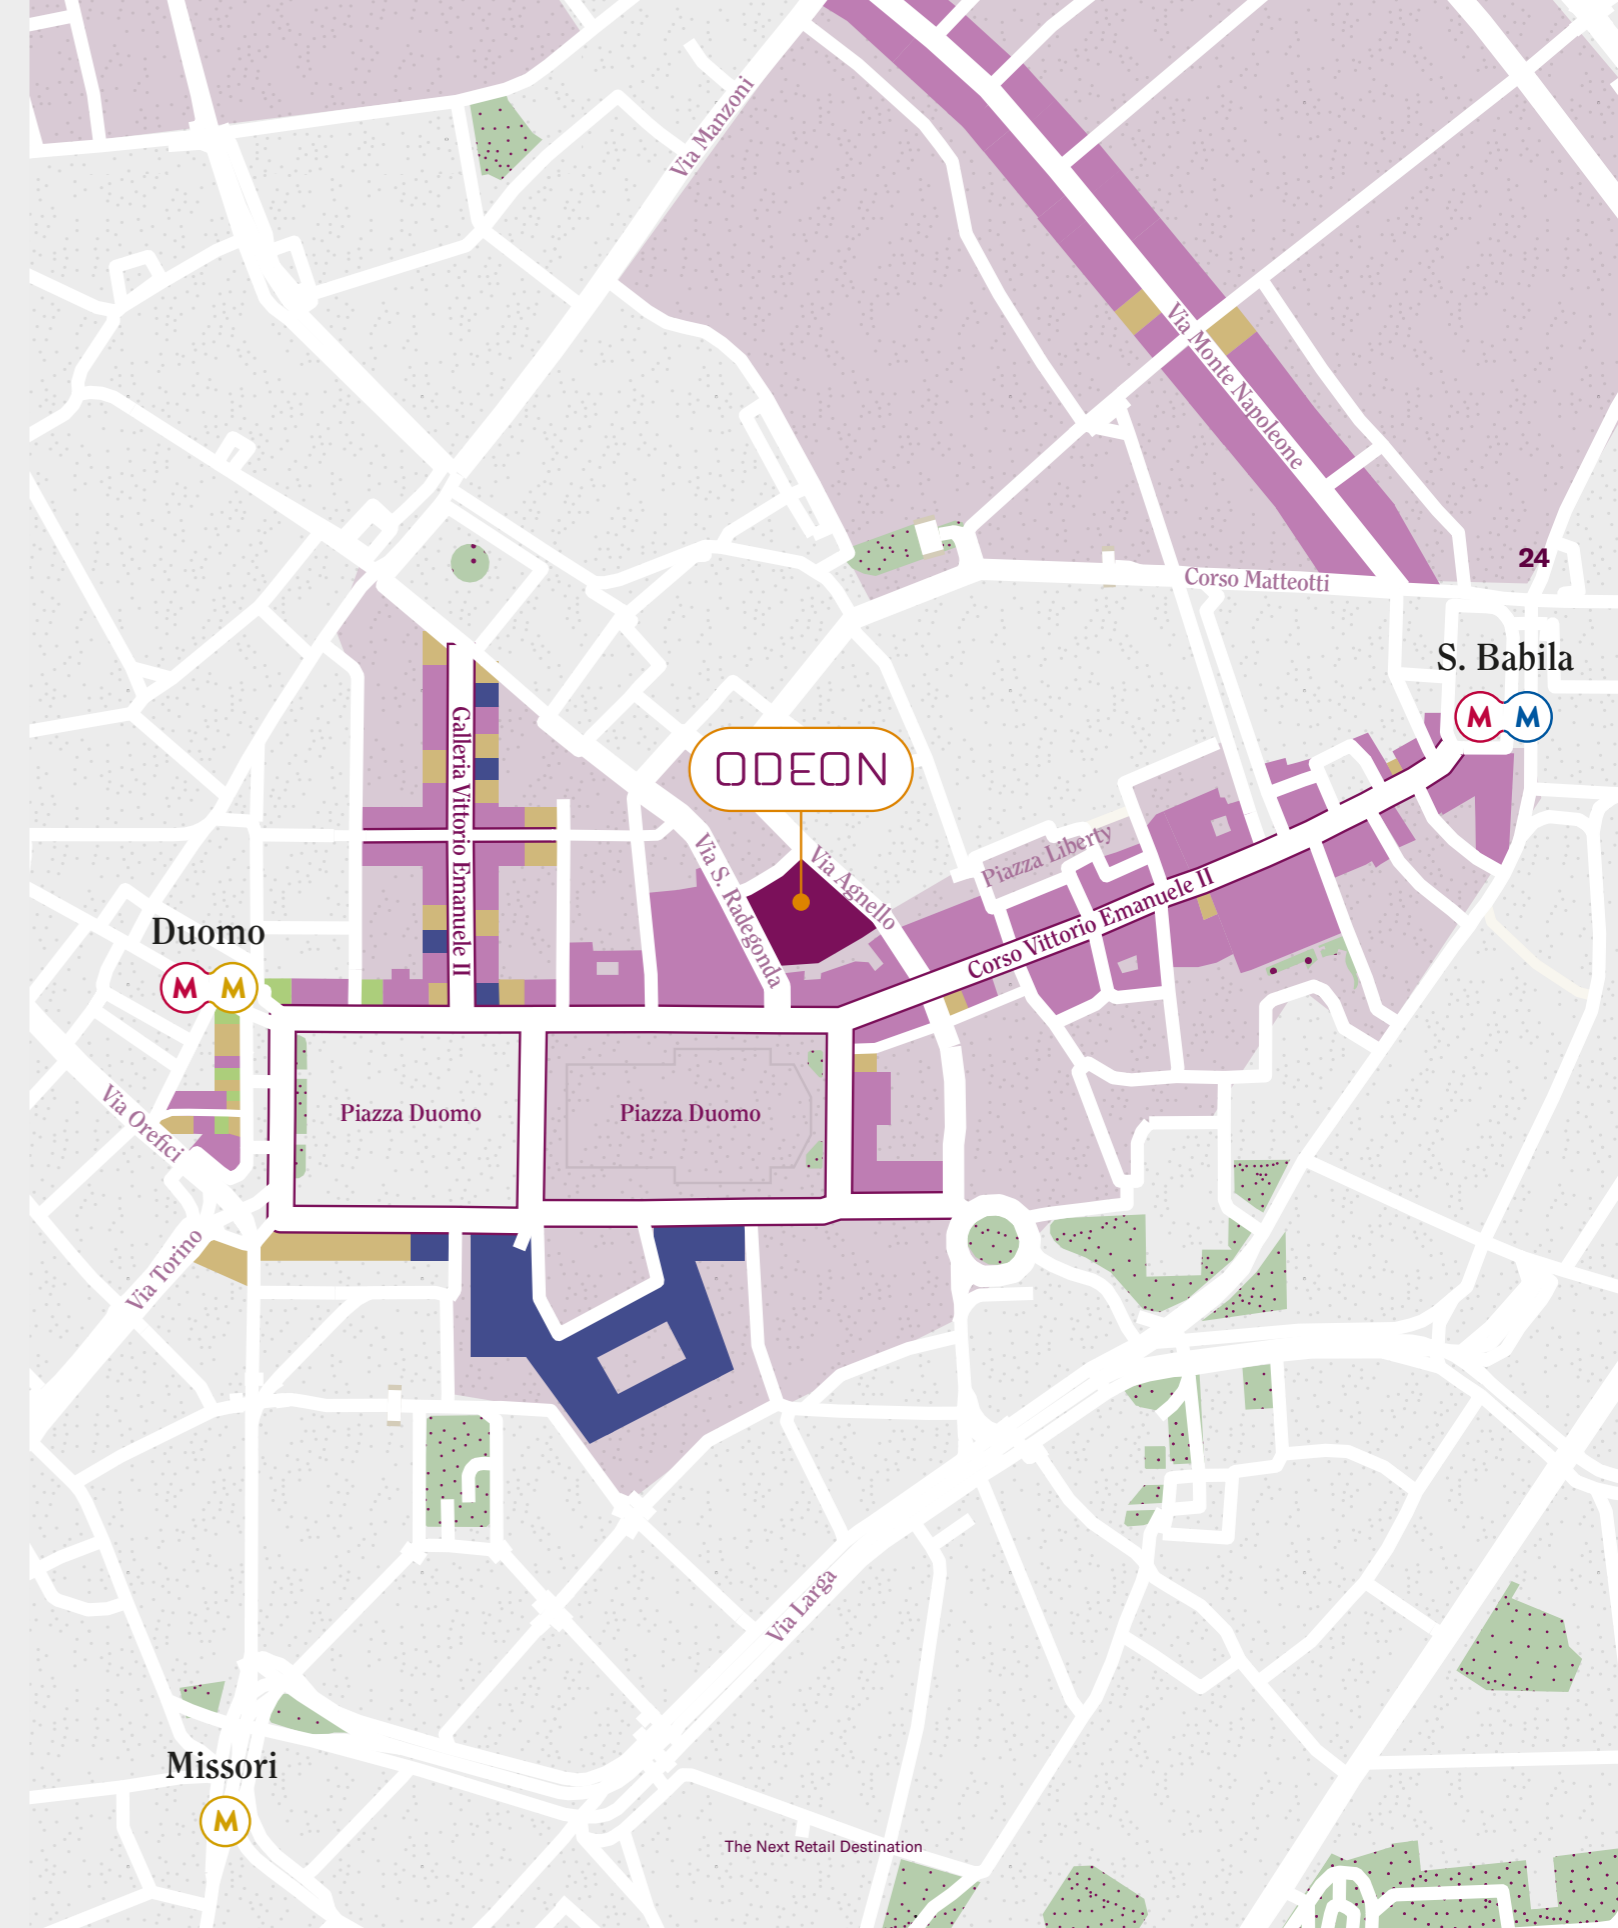 Via Manzoni
Via Monte Napoleone
24
Corso Matteotti
S. Babila
M M
Galleria Vittorio Emanuele II
ODEON
Via S. Radegonda
Via Agnello
Piazza Liberty
Corso Vittorio Emanuele II
Duomo
M M
Via Orefici
Piazza Duomo
Piazza Duomo
Via Torino
Via Larga
Missori
M
The Next Retail Destination